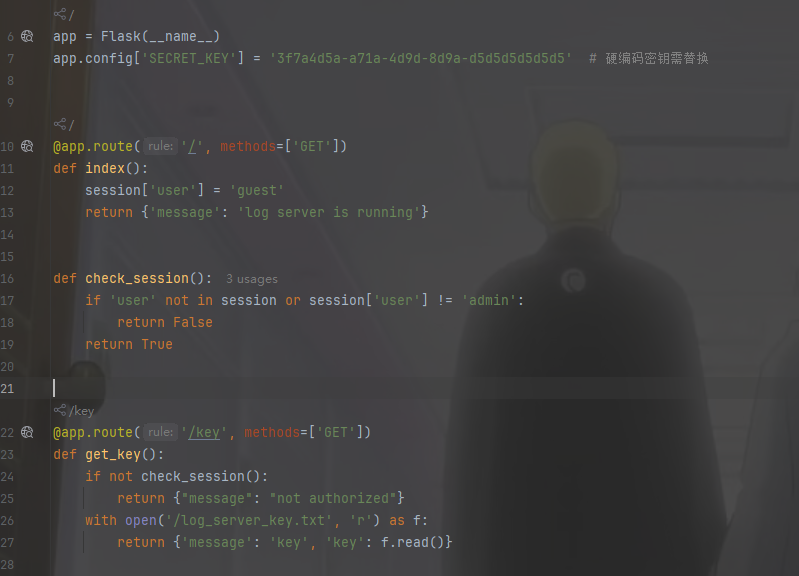 /
6 app = Flask(__name__)
7 app.config['SECRET_KEY'] = '3f7a4d5a-a71a-4d9d-8d9a-d5d5d5d5d5d5' # 硬编码密钥需替换
8
9
/
10 @app.route( rule: '/', methods=['GET'])
11 def index():
12 session['user'] = 'guest'
13 return {'message': 'log server is running'}
14
15
16 def check_session(): 3 usages
17 if 'user' not in session or session['user'] != 'admin':
18 return False
19 return True
20
21
/key
22 @app.route( rule: '/key', methods=['GET'])
23 def get_key():
24 if not check_session():
25 return {"message": "not authorized"}
26 with open('/log_server_key.txt', 'r') as f:
27 return {'message': 'key', 'key': f.read()}
28